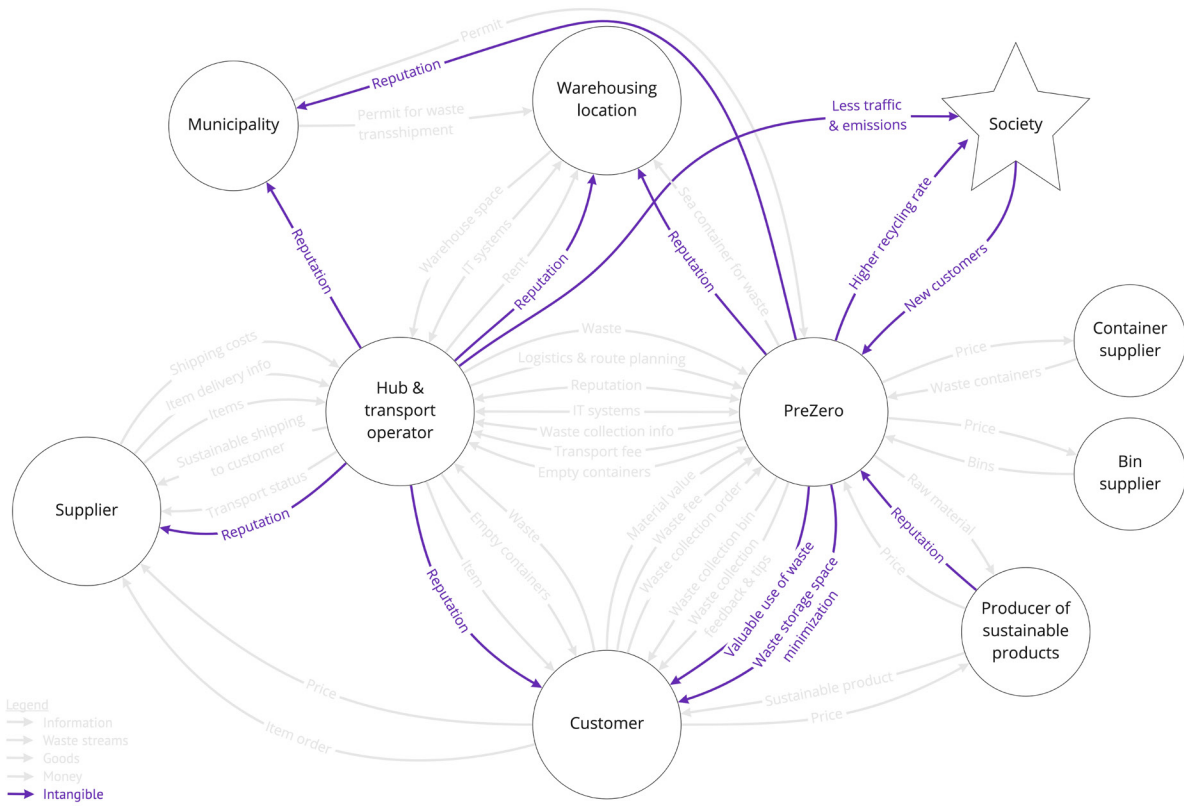 Permit
Reputation
Municipality
Permit for waste
transshipment
Warehousing
location
Less traffic
& emissions
Society
Warehouse space
IT systems
Rent
Reputation
Reputation
Reputation
Sea container for waste
Higher recycling rate
New customers
Container
supplier
Price
Waste containers
Shipping costs
Item delivery info
Items
Sustainable shipping
to customer
Transport status
Reputation
Hub &
transport
operator
Waste
Logistics & route planning
Reputation
IT systems
Waste collection info
Transport fee
Empty containers
PreZero
Price
Bins
Bin
supplier
Supplier
Reputation
Item
Empty containers
Waste
Material value
Waste fee
Waste collection order
Waste collection bin
Waste collection
feedback & tips
Valuable use of waste
Waste storage space
minimization
Raw material
Price
Reputation
Producer of
sustainable
products
Sustainable product
Price
Customer
Price
Item order
Legend
Information
Waste streams
Goods
Money
Intangible